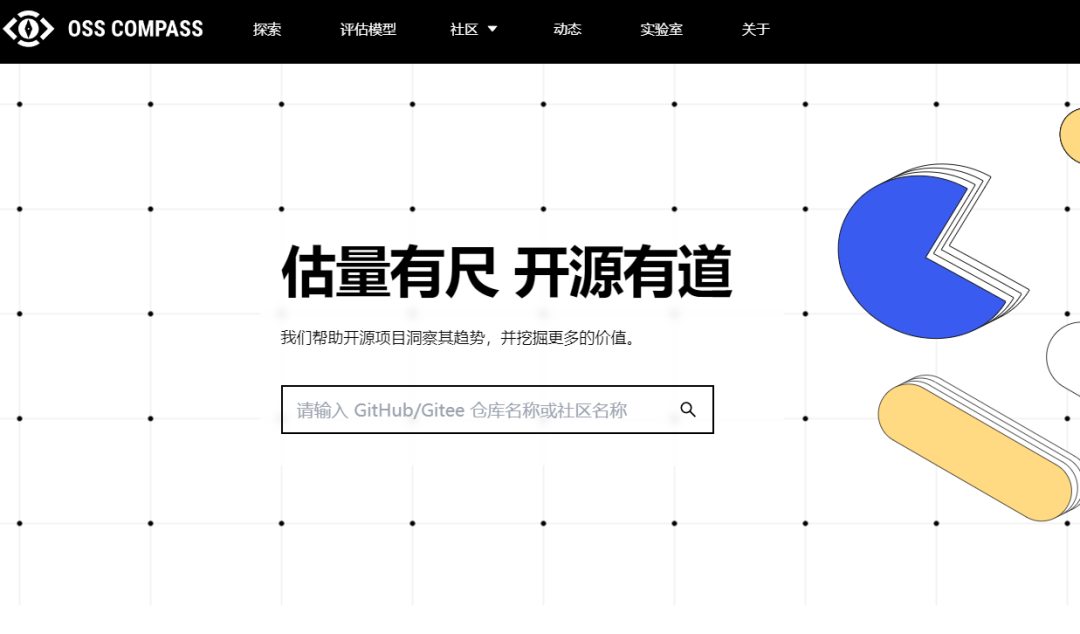 OSS COMPASS 探索 评估模型 社区 动态 实验室 关于
估量有尺 开源有道
我们帮助开源项目洞察其趋势，并挖掘更多的价值。
请输入 GitHub/Gitee 仓库名称或社区名称